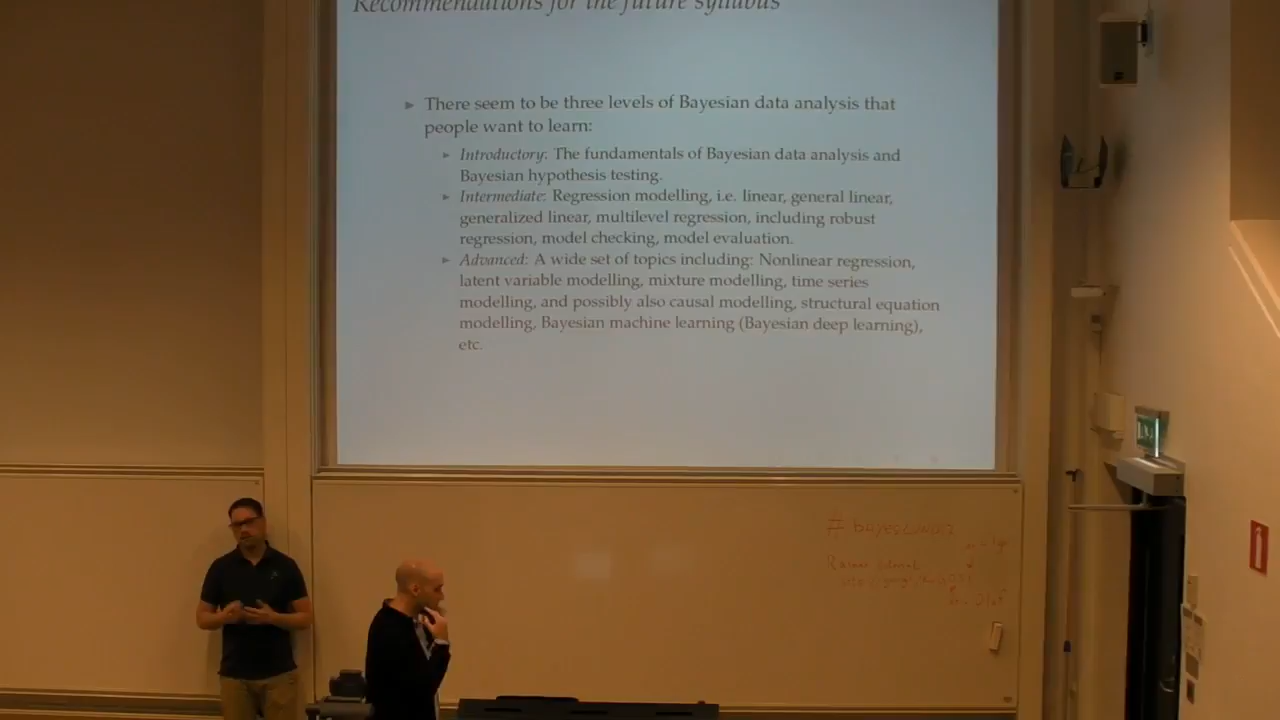 Recommendations for the future syllabus
There seem to be three levels of Bayesian data analysis that
people want to learn:
Introductory: The fundamentals of Bayesian data analysis and
Bayesian hypothesis testing.
Intermediate: Regression modelling, i.e. linear, general linear,
generalized linear, multilevel regression, including robust
regression, model checking, model evaluation.
Advanced: A wide set of topics including: Nonlinear regression,
latent variable modelling, mixture modelling, time series
modelling, and possibly also causal modelling, structural equation
modelling, Bayesian machine learning (Bayesian deep learning),
etc.